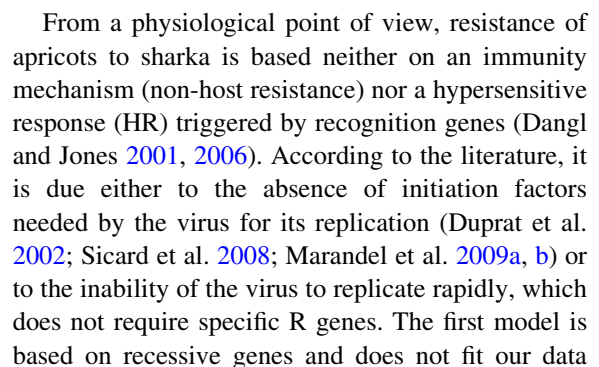 From a physiological point of view, resistance of
apricots to sharka is based neither on an immunity
mechanism (non-host resistance) nor a hypersensitive
response (HR) triggered by recognition genes (Dangl
and Jones 2001, 2006). According to the literature, it
is due either to the absence of initiation factors
needed by the virus for its replication (Duprat et al.
2002; Sicard et al. 2008; Marandel et al. 2009a, b) or
to the inability of the virus to replicate rapidly, which
does not require specific R genes. The first model is
based on recessive genes and does not fit our data